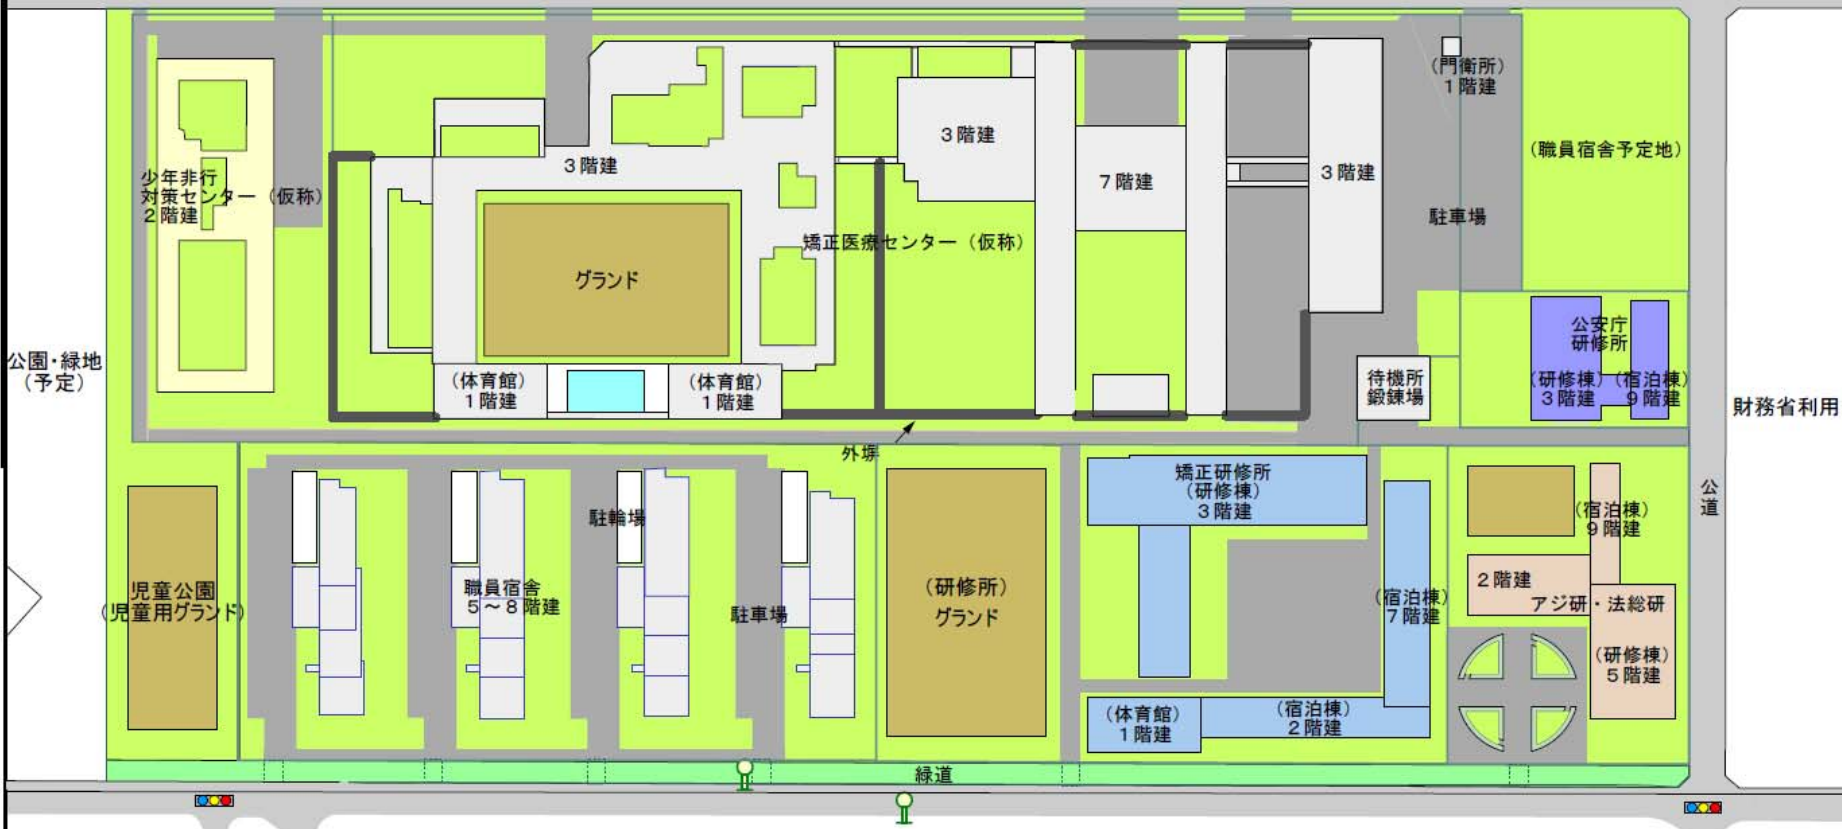 （門衛所）
１階建
３階建
３階建
７階建
３階建
（職員宿舎予定地）
少年非行
対策センター（仮称）
２階建
駐車場
矯正医療センター（仮称）
グランド
公安庁
研修所
公園・緑地
（予定）
（体育館）
１階建
（体育館）
１階建
待機所
鍛錬場
（研修棟）
３階建
（宿泊棟）
９階建
財務省利用
外塀
矯正研修所
（研修棟）
３階建
公道
駐輪場
（宿泊棟）
９階建
児童公園
（児童用グランド）
職員宿舎
５～８階建
駐車場
（研修所）
グランド
（宿泊棟）
７階建
２階建
アジ研・法総研
（研修棟）
５階建
（体育館）
１階建
（宿泊棟）
２階建
緑道